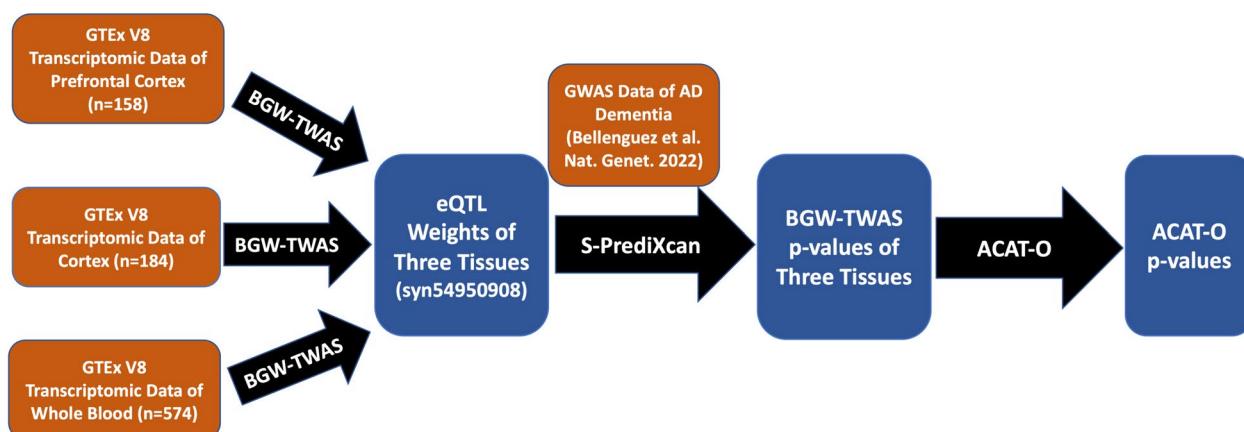 GTEx V8
Transcriptomic Data of
Prefrontal Cortex
(n=158)
BGW-TWAS
GTEx V8
Transcriptomic Data of
Cortex (n=184)
BGW-TWAS
GTEx V8
Transcriptomic Data of
Whole Blood (n=574)
BGW-TWAS
eQTL
Weights of
Three Tissues
(syn54950908)
GWAS Data of AD
Dementia
(Bellenguez et al.
Nat. Genet. 2022)
S-PrediXcan
BGW-TWAS
p-values of
Three Tissues
ACAT-O
ACAT-O
p-values